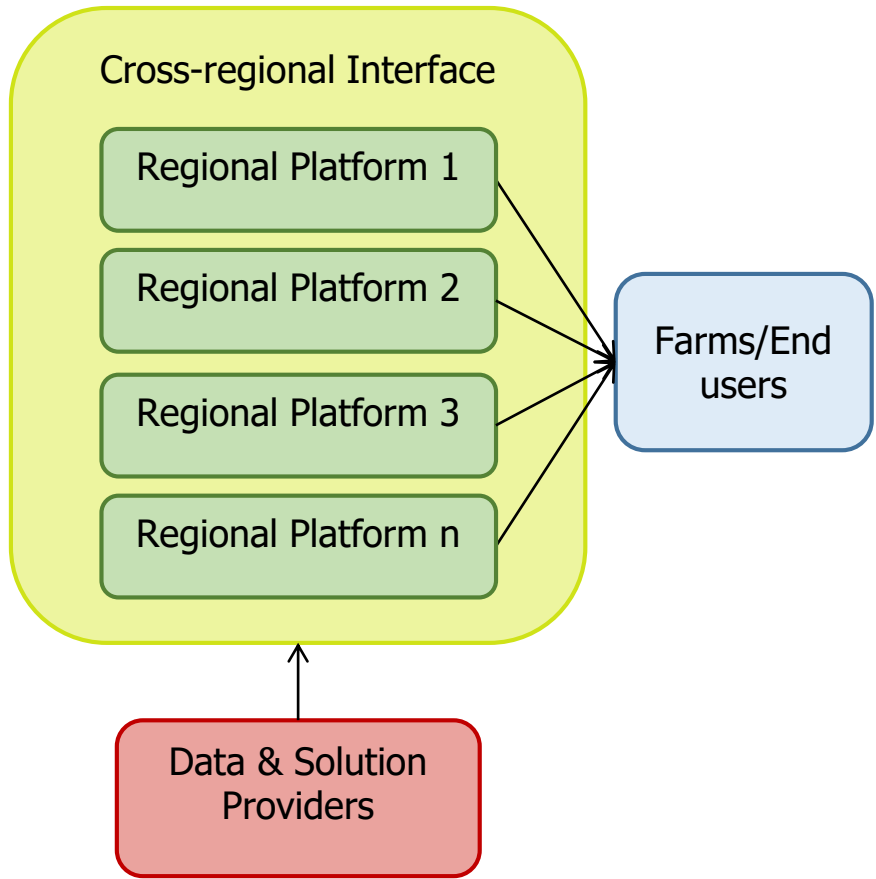 Cross-regional Interface
Regional Platform 1
Regional Platform 2
Regional Platform 3
Regional Platform n
Farms/End
users
Data & Solution
Providers